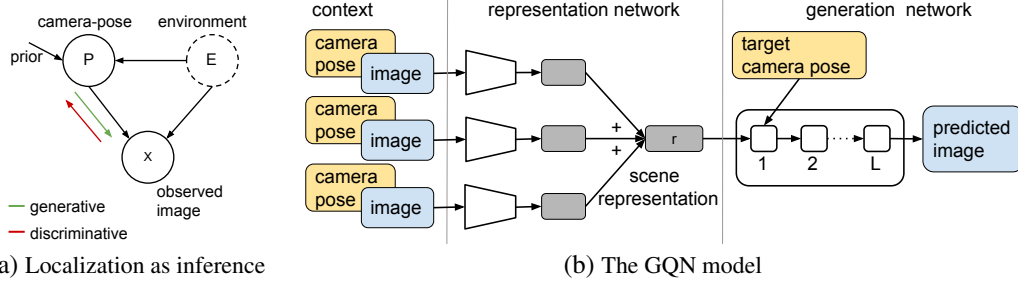 camera-pose
environment
prior
P
E
X
observed
image
generative
discriminative
a) Localization as inference
context
representation network
generation network
camera
pose
image
camera
pose
image
camera
pose
image
+
+
r
scene
representation
target
camera pose
1
2
L
predicted
image
(b) The GQN model